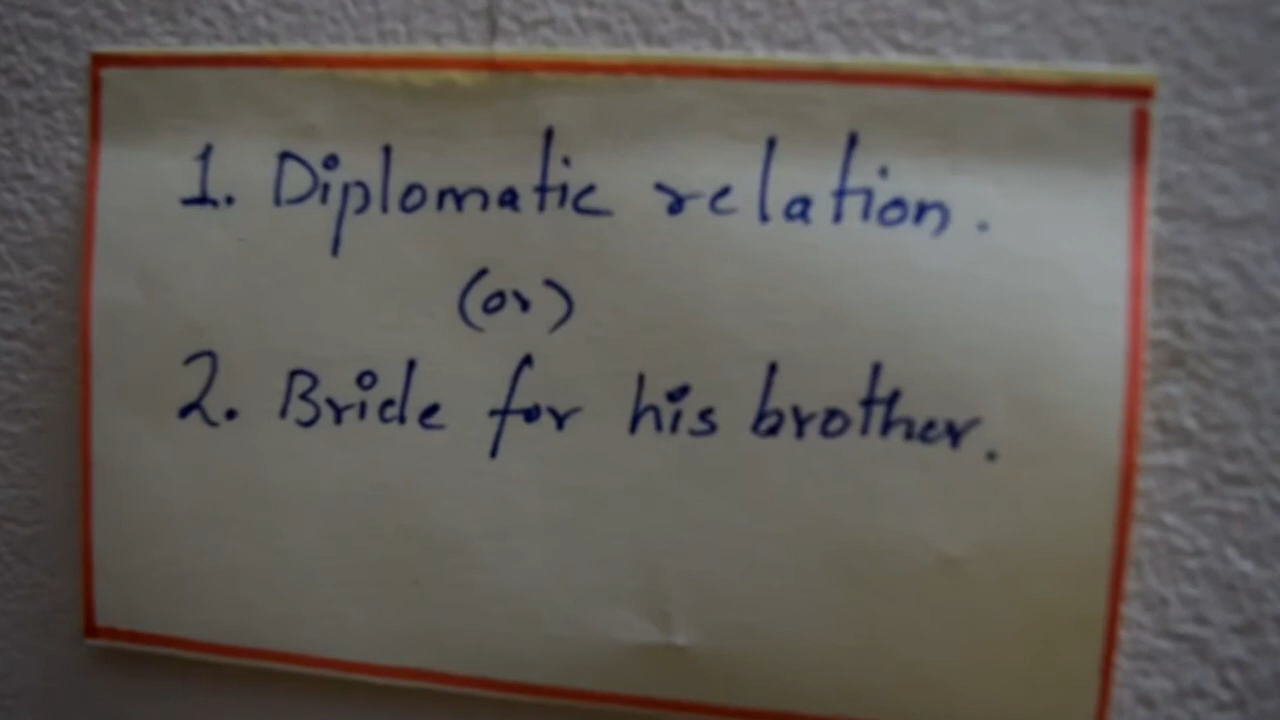 1. Diplomatic relation.
(or)
2. Bride for his brother.